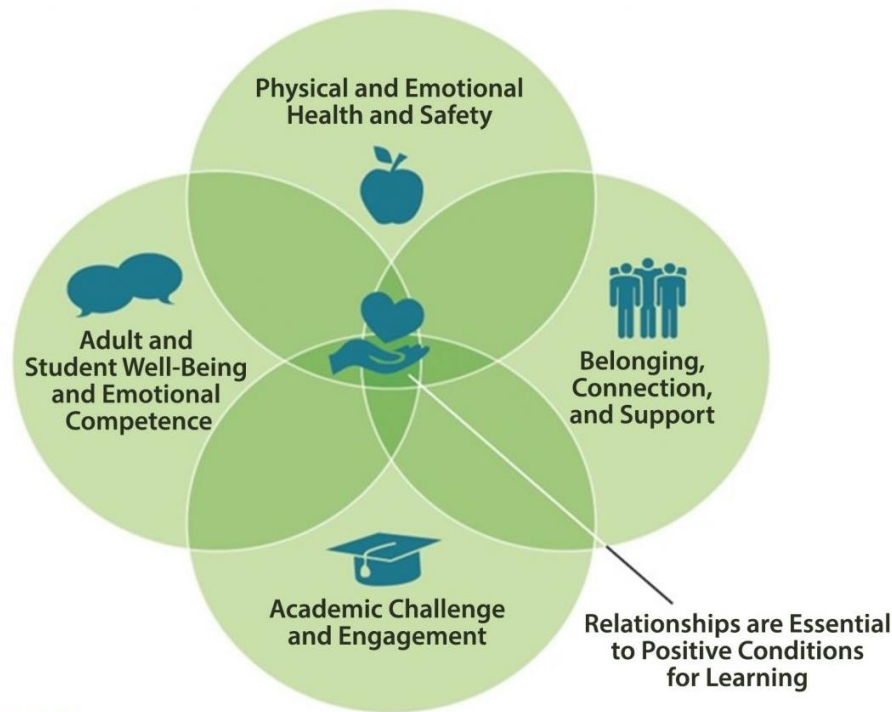 Physical and Emotional
Health and Safety
Adult and
Student Well-Being
and Emotional
Competence
Belonging,
Connection,
and Support
Academic Challenge
and Engagement
Relationships are Essential
to Positive Conditions
for Learning